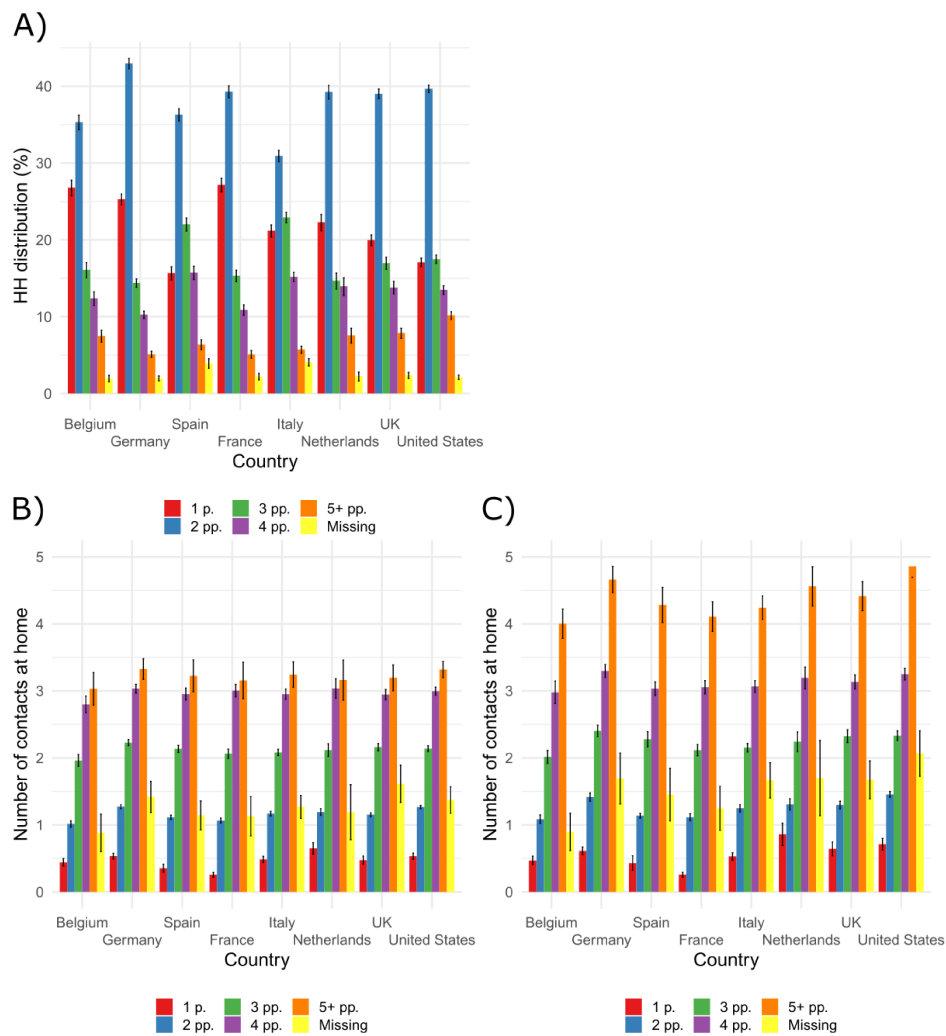 A)
HH distribution (%)
40
30
20
10
0
Belgium Spain Italy UK
Germany France Netherlands United States
Country
1 p. 3 pp. 5+ pp.
2 pp. 4 pp. Missing
B)
Number of contacts at home
5
4
3
2
1
0
Belgium Spain Italy UK
Germany France Netherlands United States
Country
1 p. 3 pp. 5+ pp.
2 pp. 4 pp. Missing
C)
Number of contacts at home
5
4
3
2
1
0
Belgium Spain Italy UK
Germany France Netherlands United States
Country
1 p. 3 pp. 5+ pp.
2 pp. 4 pp. Missing